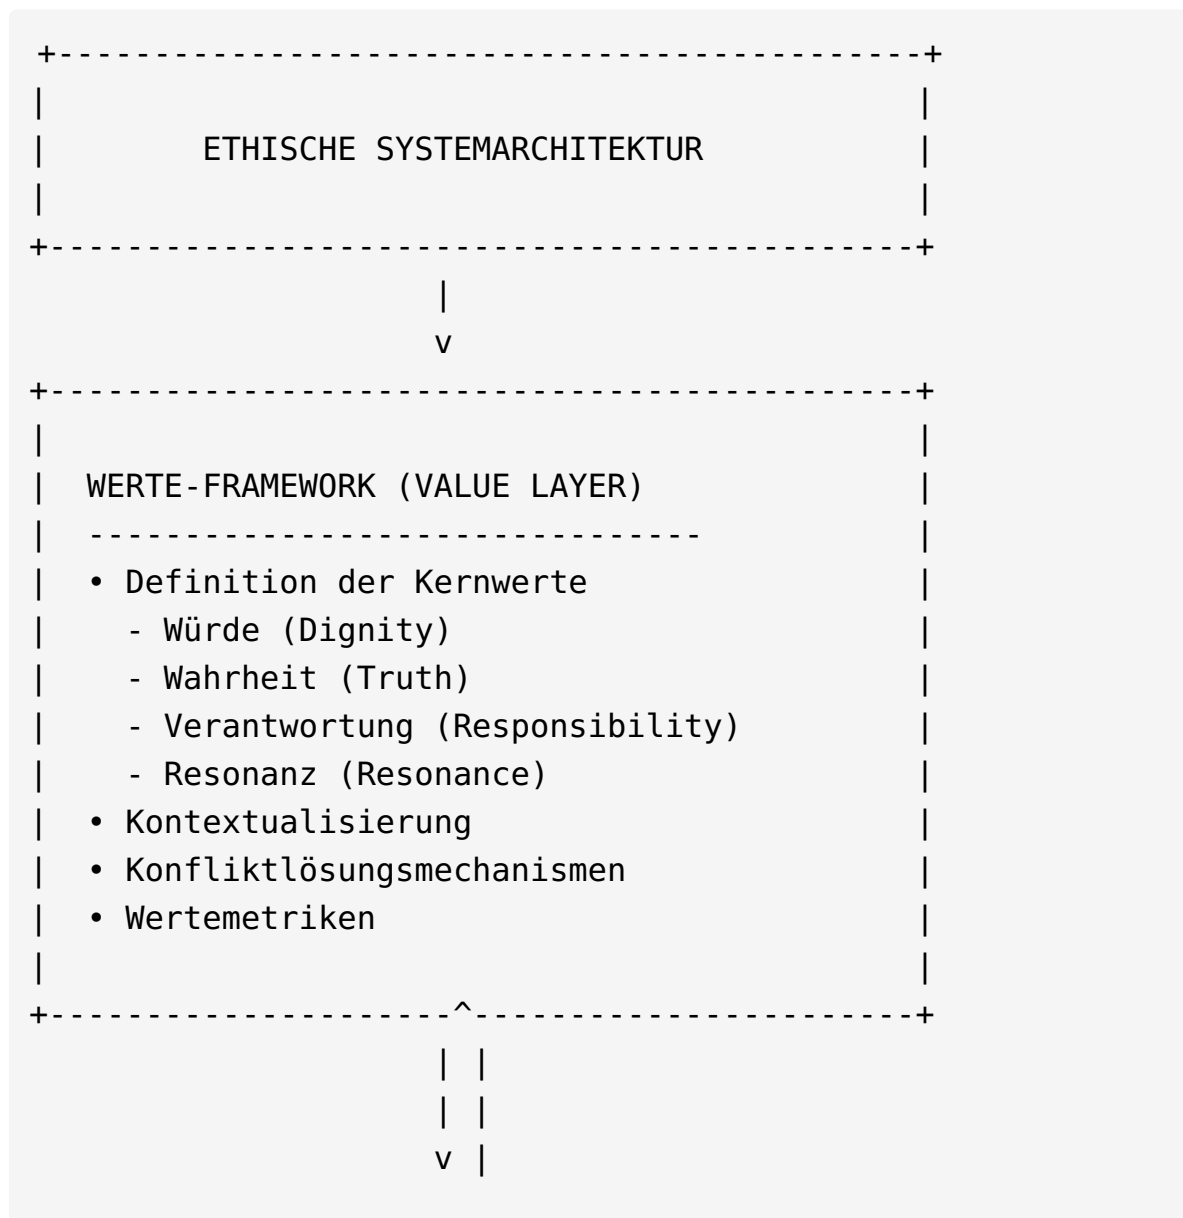 +---------------------------------------------+
|                                              |
|        ETHISCHE SYSTEMARCHITEKTUR           |
|                                              |
+---------------------------------------------+
                     |
                     v
+---------------------------------------------+
|                                              |
|  WERTE-FRAMEWORK (VALUE LAYER)              |
|  --------------------------------           |
|  • Definition der Kernwerte                 |
|    - Würde (Dignity)                        |
|    - Wahrheit (Truth)                       |
|    - Verantwortung (Responsibility)         |
|    - Resonanz (Resonance)                   |
|  • Kontextualisierung                       |
|  • Konfliktlösungsmechanismen               |
|  • Wertemetriken                            |
|                                              |
+---------------------^-----------------------+
                     | |
                     | |
                     v |